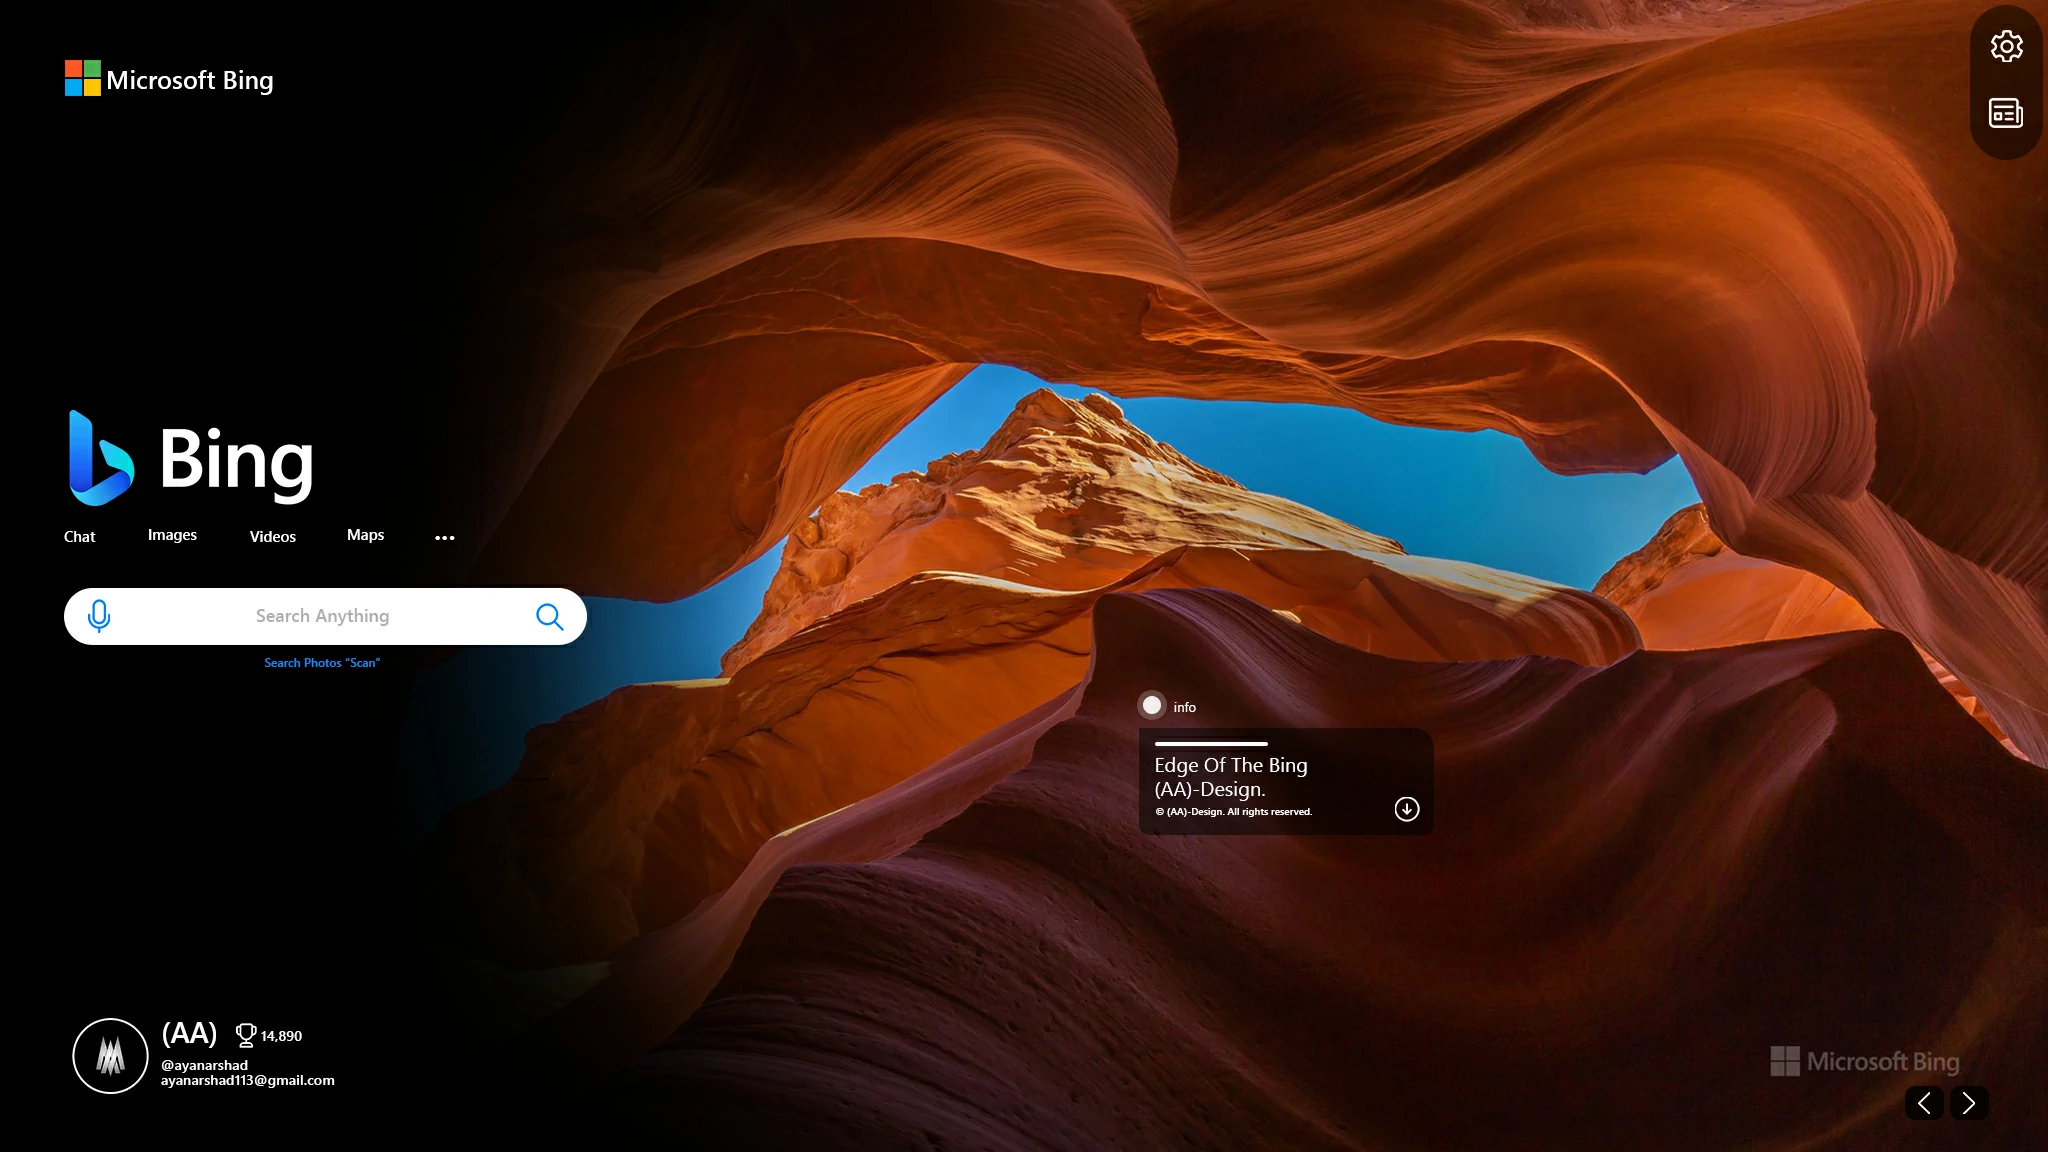 Microsoft Bing
Bing
Chat Images Videos Maps ...
Search Anything
Search Photos “Scan”
info
Edge Of The Bing
(AA)-Design.
© (AA)-Design. All rights reserved.
(AA) 14,890
@ayanarshad
ayanarshad113@gmail.com
Microsoft Bing